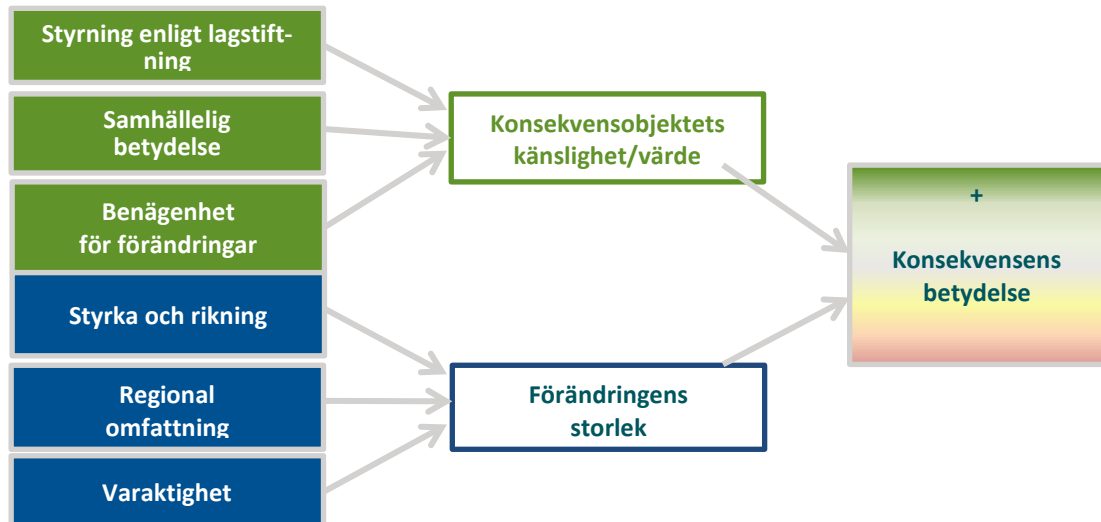 Styrning enligt lagstift-
ning
Samhällelig
betydelse
Benägenhet
för förändringar
Styrka och rikning
Regional
omfattning
Varaktighet
Konsekvensobjektets
känslighet/värde
Förändringens
storlek
+
Konsekvensens
betydelse